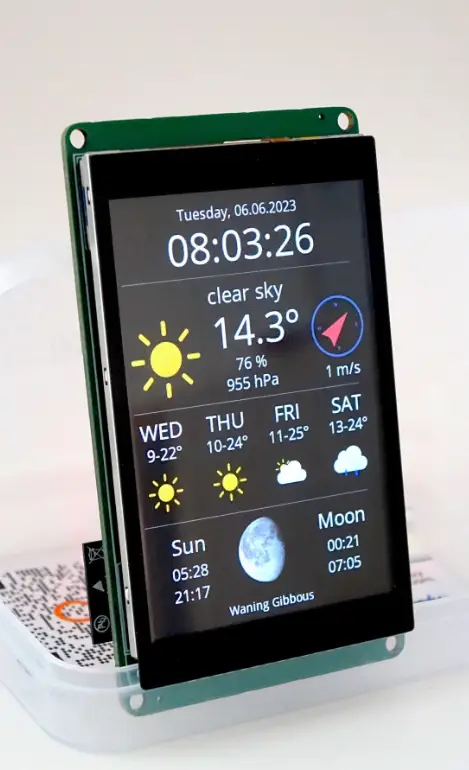 Tuesday, 06.06.2023
08:03:26
clear sky
14.3°
76 %
955 hPa
1 m/s
WED THU FRI SAT
9-22° 10-24° 11-25° 13-24°
Sun Moon
05:28 00:21
21:17 07:05
Waning Gibbous